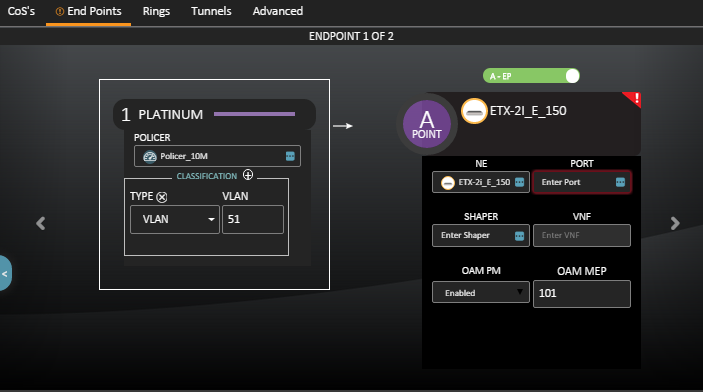 CoS's End Points Rings Tunnels Advanced
ENDPOINT 1 OF 2
A - EP
1 PLATINUM
POLICER
Policer_10M
CLASSIFICATION
TYPE VLAN
VLAN 51
A
POINT
ETX-2I_E_150
!
NE PORT
ETX-2i_E_150 Enter Port
SHAPER VNF
Enter Shaper Enter VNF
OAM PM OAM MEP
Enabled 101
<